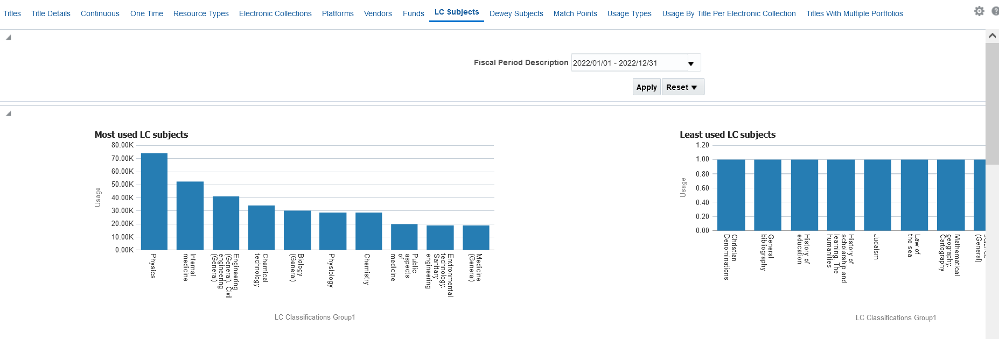 Titles Title Details Continuous One Time Resource Types Electronic Collections Platforms Vendors Funds LC Subjects Dewey Subjects Match Points Usage Types Usage By Title Per Electronic Collection Titles With Multiple Portfolios
Fiscal Period Description 2022/01/01 - 2022/12/31
Apply Reset
Most used LC subjects
80.00K
70.00K
60.00K
50.00K
40.00K
30.00K
20.00K
10.00K
0.00K
Usage
Physics
Internal
medicine
Engineering
(General). Civil
engineering
(General)
Chemical
technology
Biology
(General)
Physiology
Chemistry
Public
aspects
of
medicine
Environmental
technology.
Sanitary
engineering
Medicine
(General)
LC Classifications Group1
Least used LC subjects
1.20
1.00
0.80
0.60
0.40
0.20
0.00
Usage
Christian
Denominations
General
bibliography
History of
education
History of
scholarship and
learning. The
humanities
Judaism
Law of
the sea
Mathematical
geography.
Cartography
(General)
LC Classifications Group1